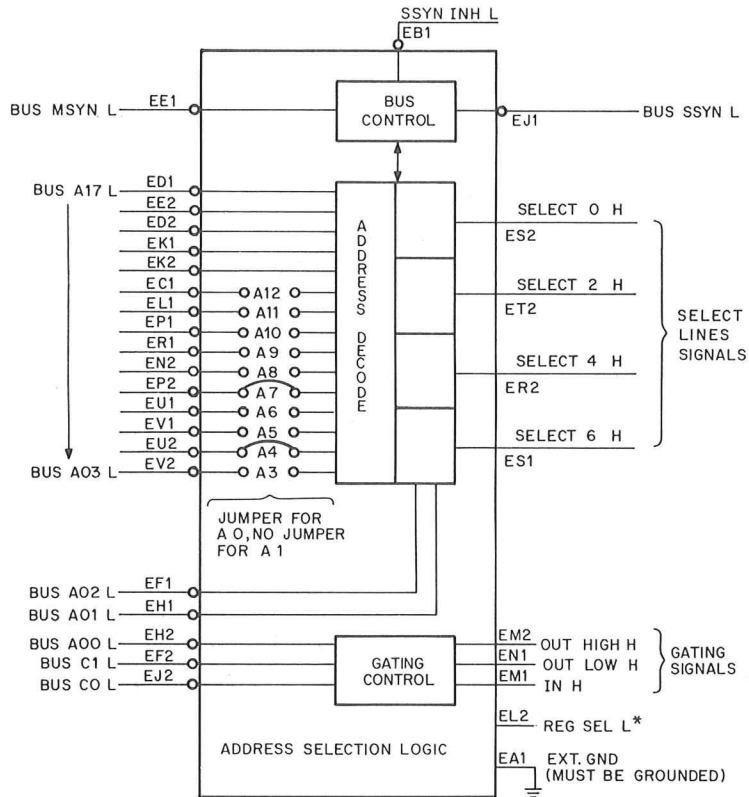 SSYN INH L
EB1
BUS MSYN L
EE1
BUS
CONTROL
EJ1
BUS SSYN L
BUS A17 L
ED1
EE2
ED2
EK1
EK2
EC1
A12
EL1
A11
EP1
A10
ER1
A9
EN2
A8
EP2
A7
EU1
A6
EV1
A5
EU2
A4
BUS A03 L
EV2
A3
ADDRESS DECODE
SELECT 0 H
ES2
SELECT 2 H
ET2
SELECT 4 H
ER2
SELECT 6 H
ES1
SELECT
LINES
SIGNALS
JUMPER FOR
A 0, NO JUMPER
FOR A 1
BUS A02 L
EF1
BUS A01 L
EH1
BUS A00 L
EH2
BUS C1 L
EF2
BUS C0 L
EJ2
GATING
CONTROL
EM2
OUT HIGH H
EN1
OUT LOW H
EM1
IN H
GATING
SIGNALS
EL2
REG SEL L*
ADDRESS SELECTION LOGIC
EA1
EXT. GND
(MUST BE GROUNDED)